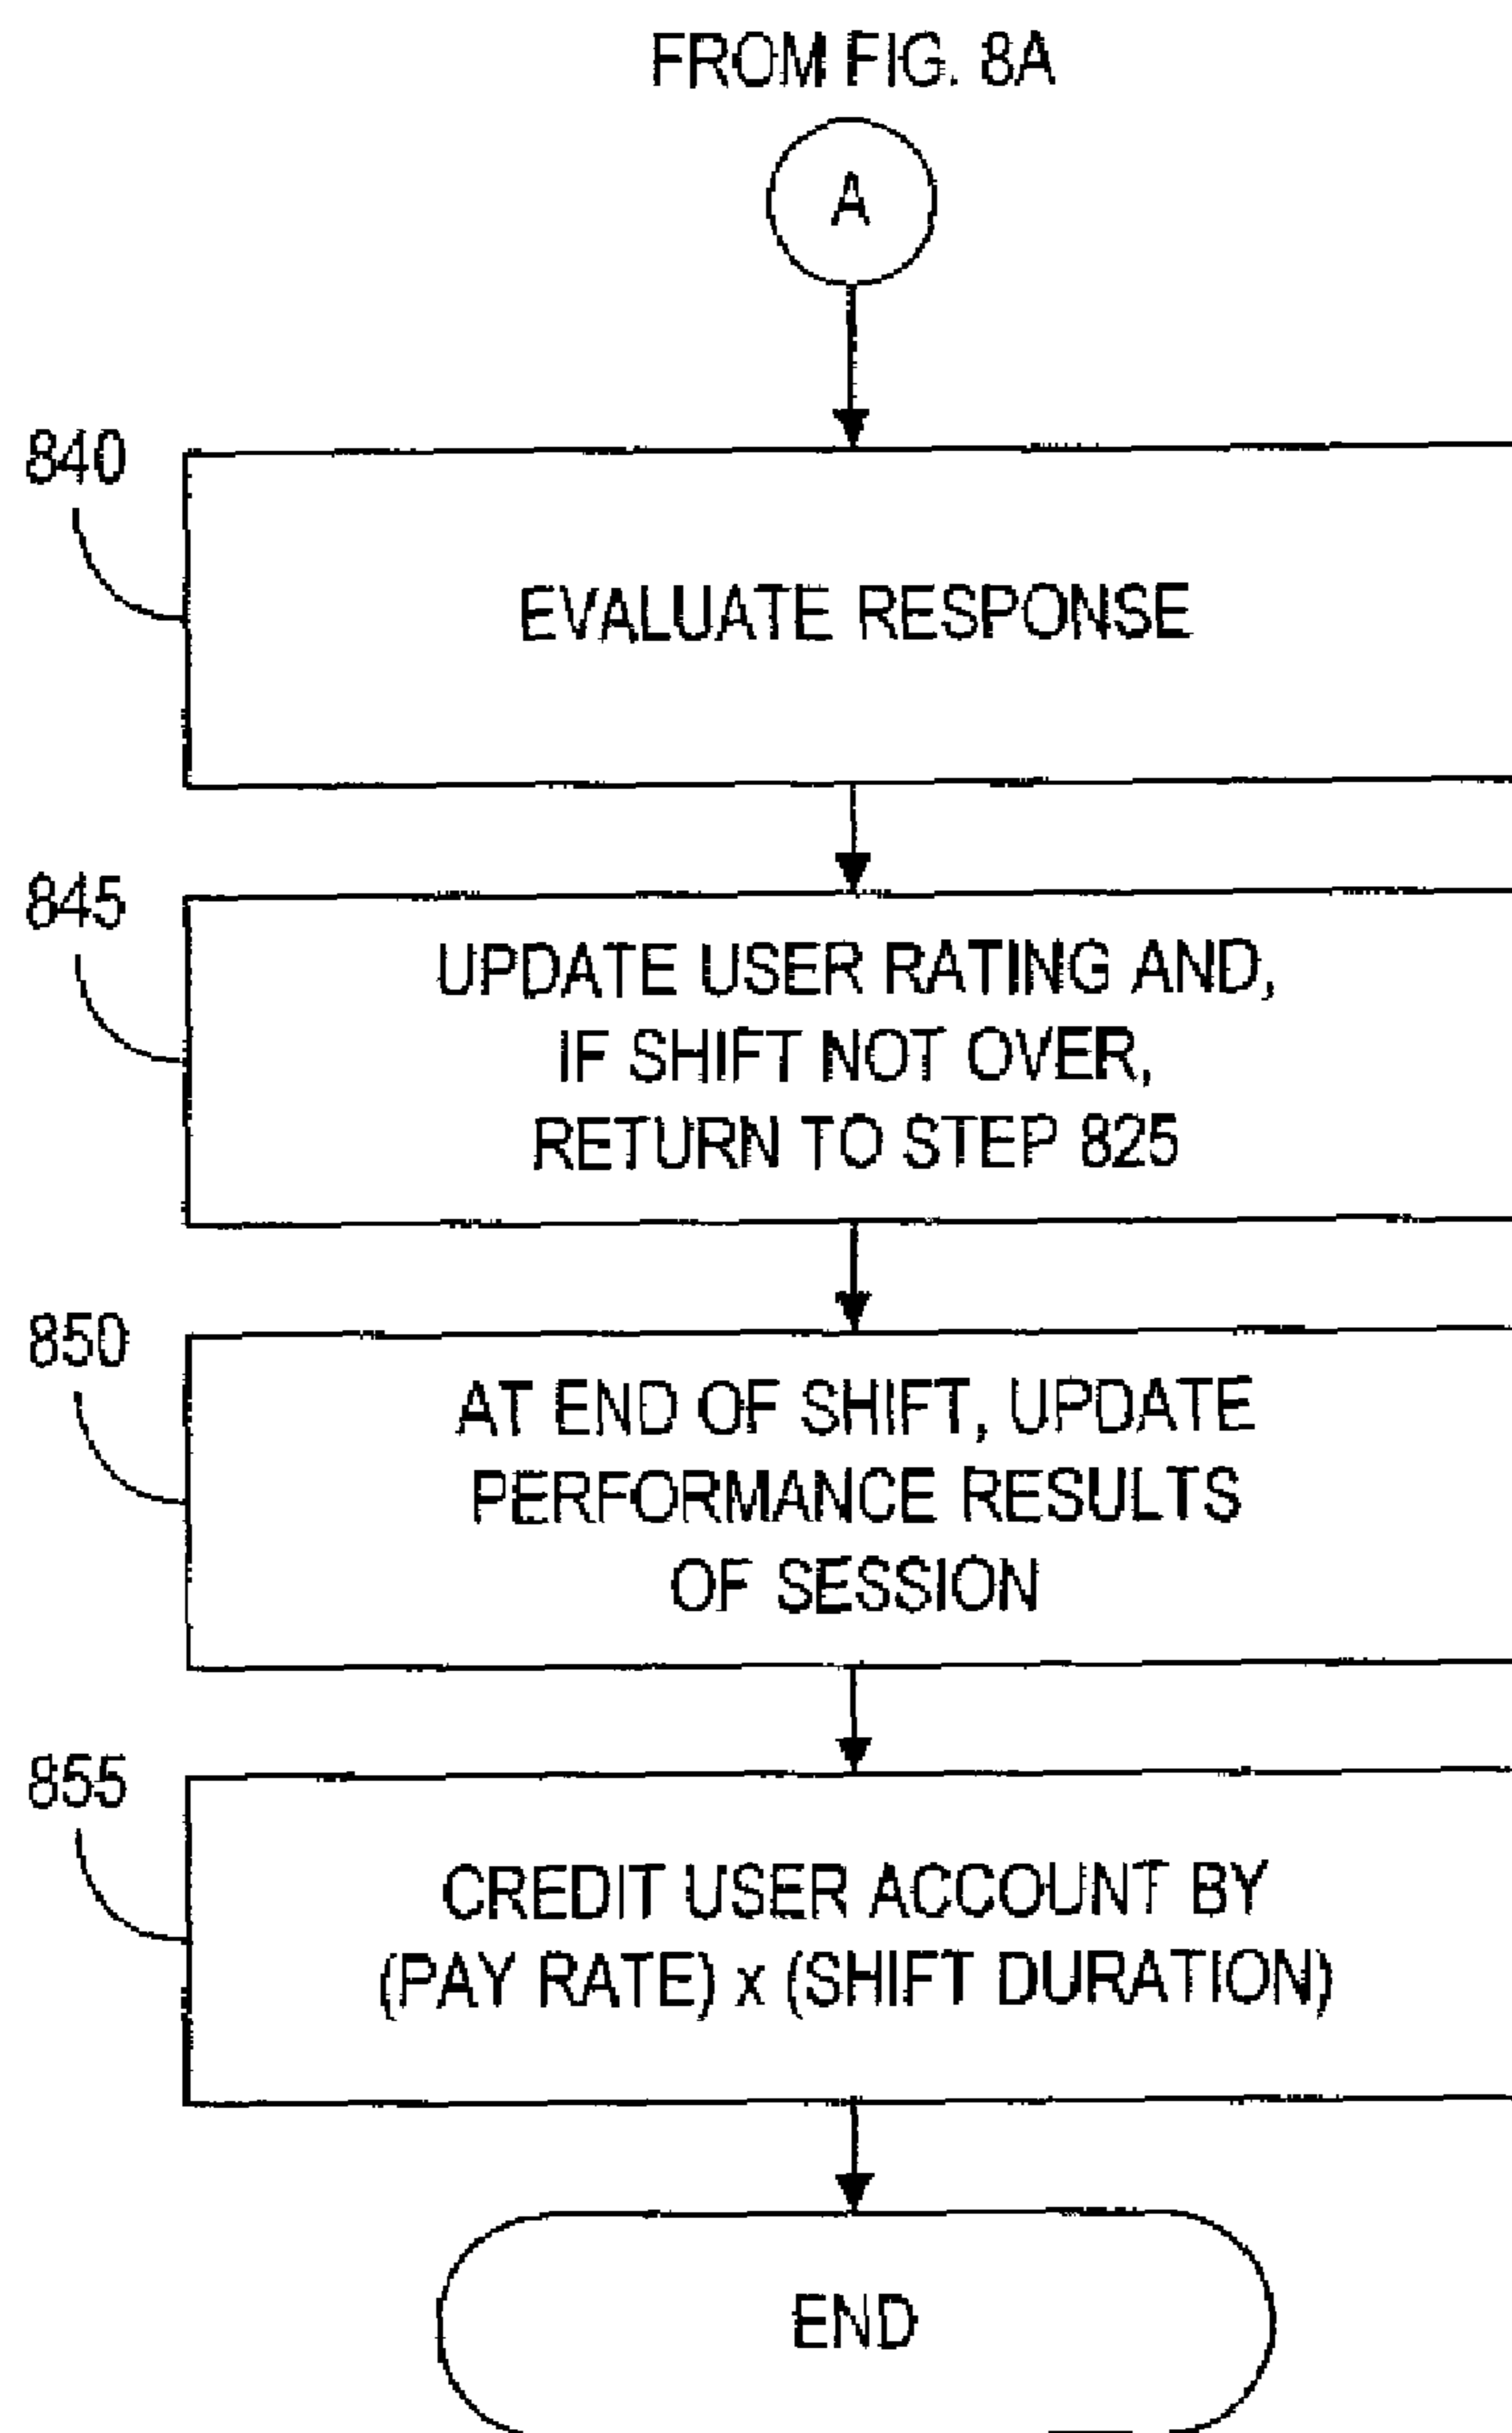 FROM FIG. 8A
A
840
EVALUATE RESPONSE
845
UPDATE USER RATING AND,
IF SHIFT NOT OVER,
RETURN TO STEP 825
850
AT END OF SHIFT, UPDATE
PERFORMANCE RESULTS
OF SESSION
855
CREDIT USER ACCOUNT BY
(PAY RATE) x (SHIFT DURATION)
END